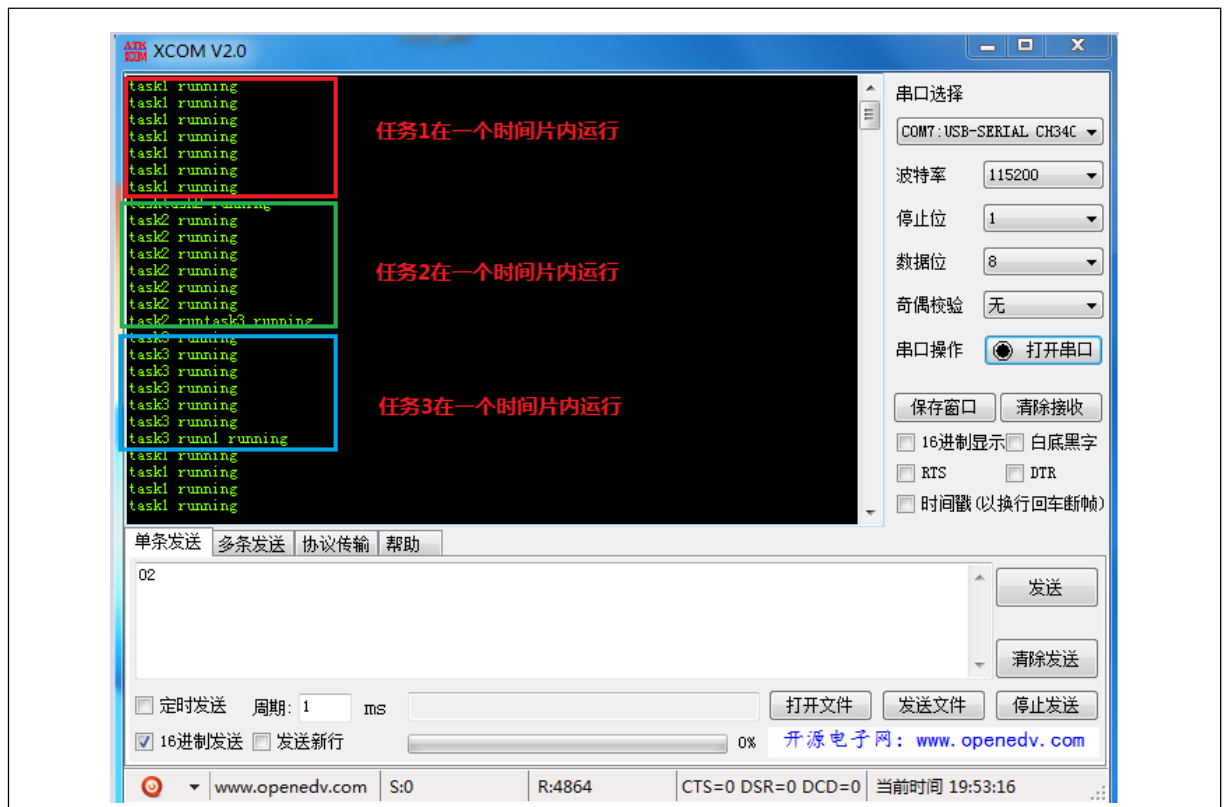 ATK XCOM XCOM V2.0
task1 running
task1 running
task1 running
task1 running
task1 running
task1 running
task1 running
tasktask2 running
task2 running
task2 running
task2 running
task2 running
task2 running
task2 running
task2 runtask3 running
task3 running
task3 running
task3 running
task3 running
task3 running
task3 running
task3 runn1 running
task1 running
task1 running
task1 running
task1 running
任务1在一个时间片内运行
任务2在一个时间片内运行
任务3在一个时间片内运行
串口选择
COM7:USB-SERIAL CH34C
波特率 115200
停止位 1
数据位 8
奇偶校验 无
串口操作 打开串口
保存窗口 清除接收
16进制显示 白底黑字
RTS DTR
时间戳(以换行回车断帧)
单条发送 多条发送 协议传输 帮助
02
发送
清除发送
定时发送 周期: 1 ms 打开文件 发送文件 停止发送
16进制发送 发送新行 0% 开源电子网: www.openedv.com
www.openedv.com S:0 R:4864 CTS=0 DSR=0 DCD=0 当前时间 19:53:16